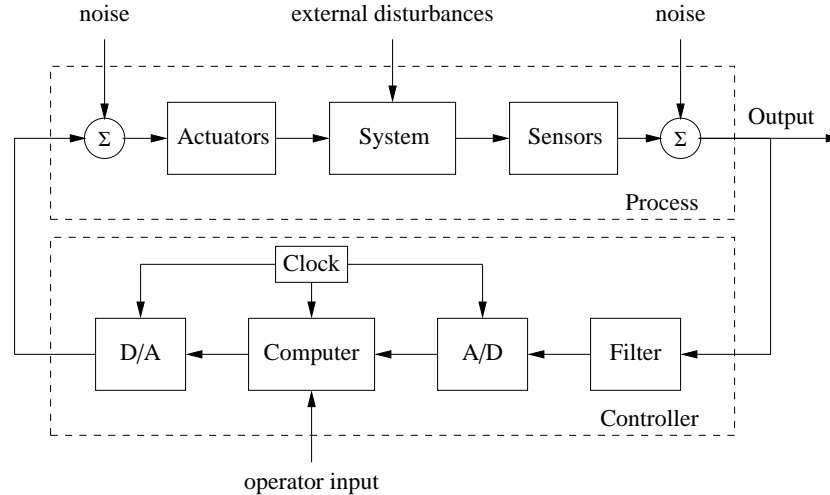 noise
external disturbances
noise
Σ
Actuators
System
Sensors
Σ
Output
Process
Clock
D/A
Computer
A/D
Filter
Controller
operator input